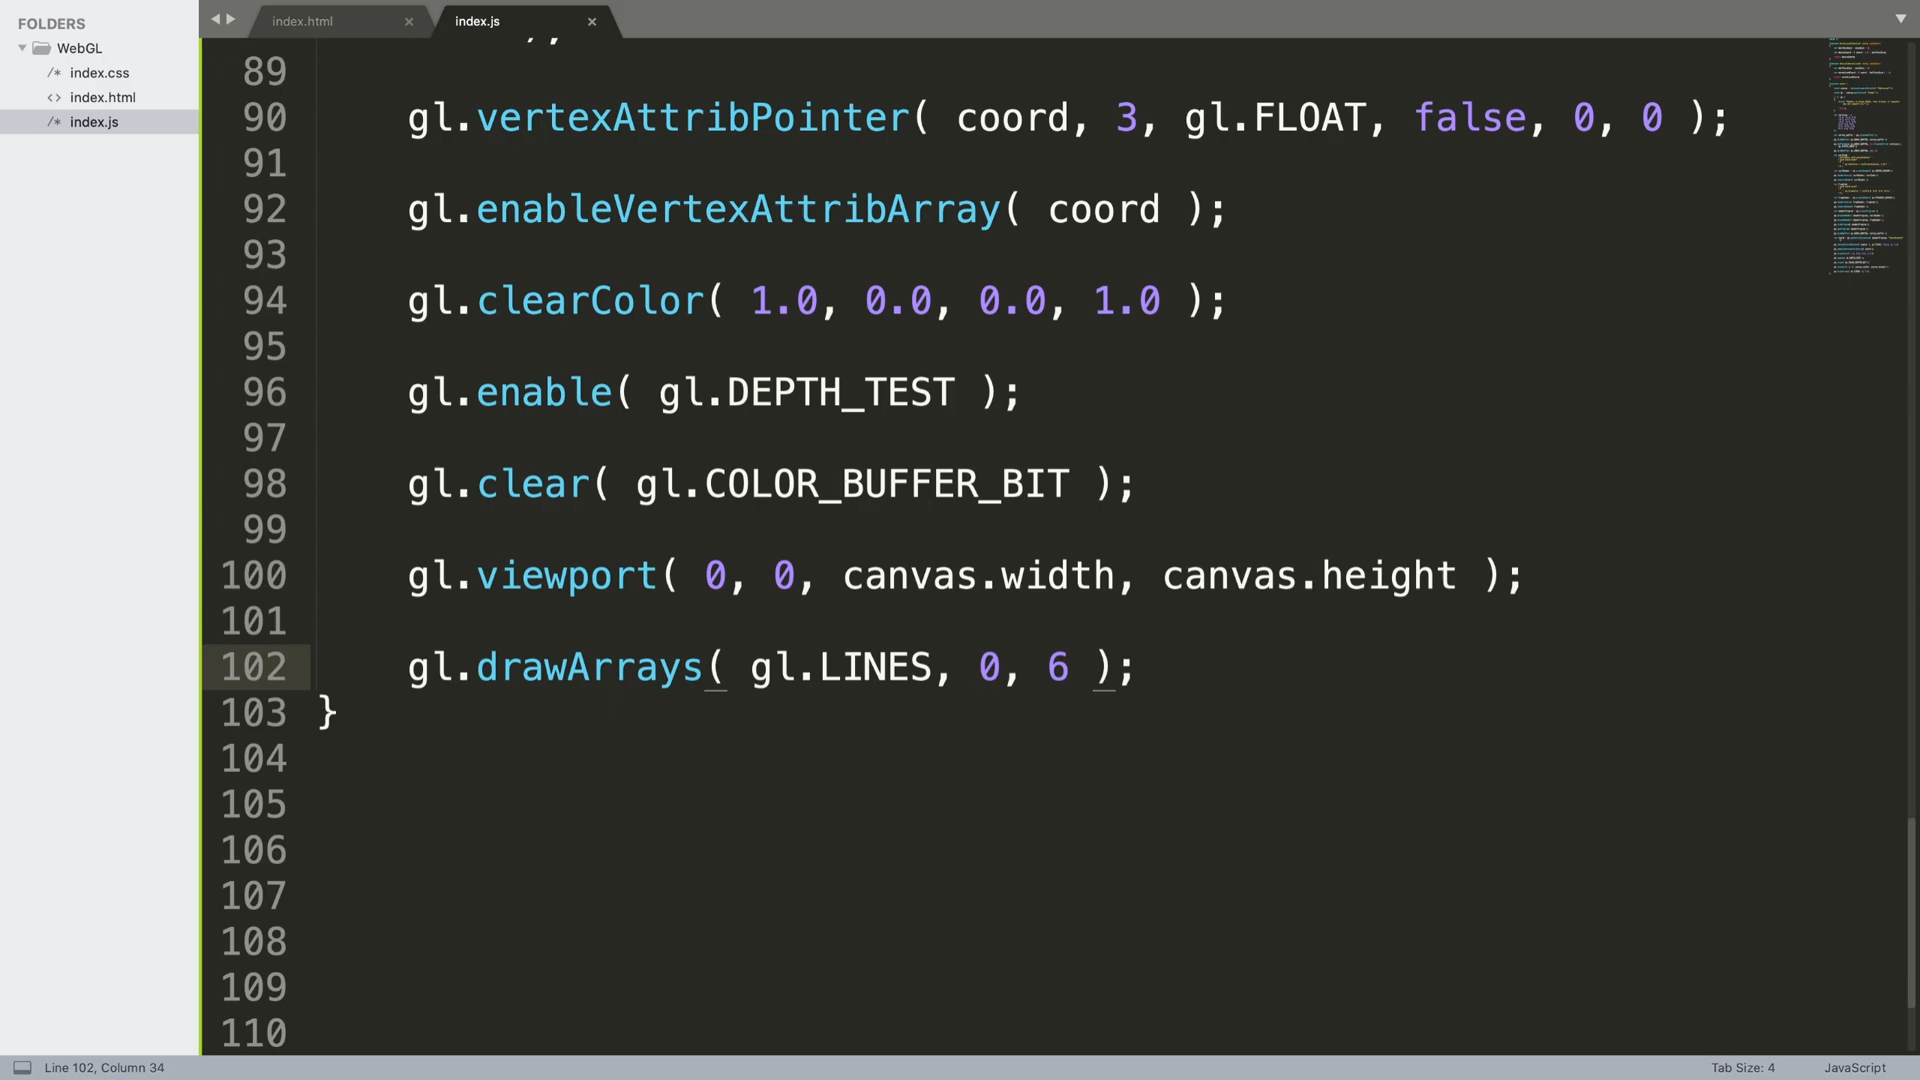 FOLDERS
WebGL
/* index.css
<> index.html
/* index.js
index.html ×
index.js ×
89
90 gl.vertexAttribPointer( coord, 3, gl.FLOAT, false, 0, 0 );
91
92 gl.enableVertexAttribArray( coord );
93
94 gl.clearColor( 1.0, 0.0, 0.0, 1.0 );
95
96 gl.enable( gl.DEPTH_TEST );
97
98 gl.clear( gl.COLOR_BUFFER_BIT );
99
100 gl.viewport( 0, 0, canvas.width, canvas.height );
101
102 gl.drawArrays( gl.LINES, 0, 6 );
103 }
104
105
106
107
108
109
110
Line 102, Column 34
Tab Size: 4
JavaScript